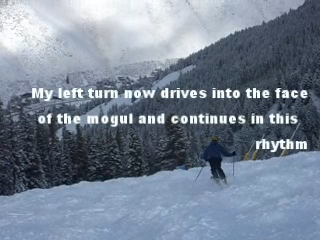 My left turn now drives into the face
of the mogul and continues in this
rhythm